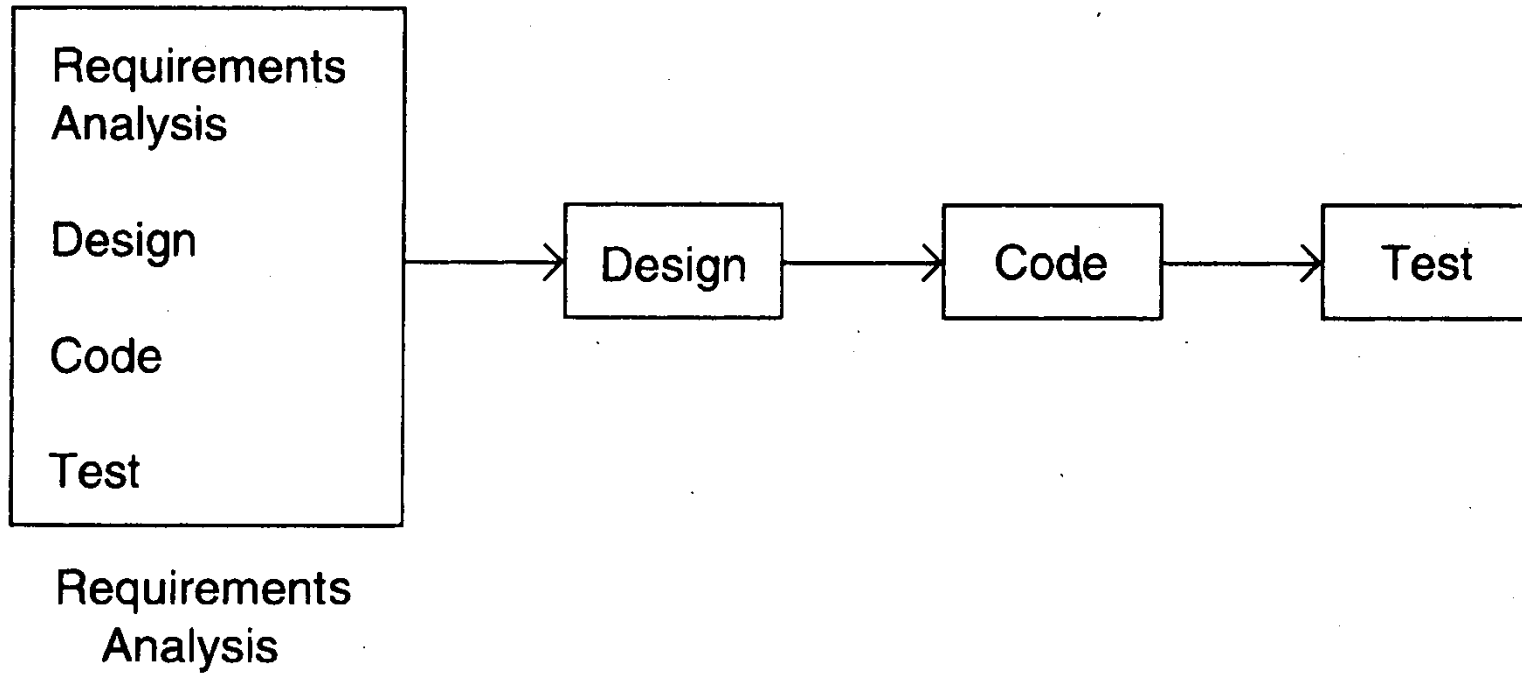 Requirements
Analysis
Design
Code
Test
Requirements
Analysis
Design
Code
Test